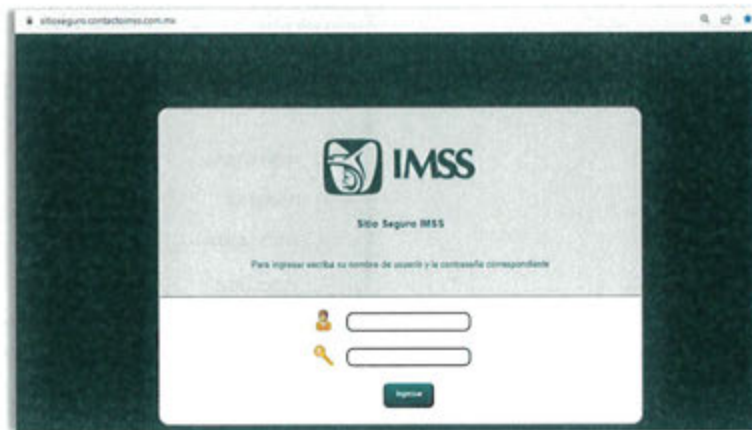 sitioseguro.contactoimss.com.mx
IMSS
Sitio Seguro IMSS
Para ingresar escriba su nombre de usuario y la contraseña correspondiente
Ingresar